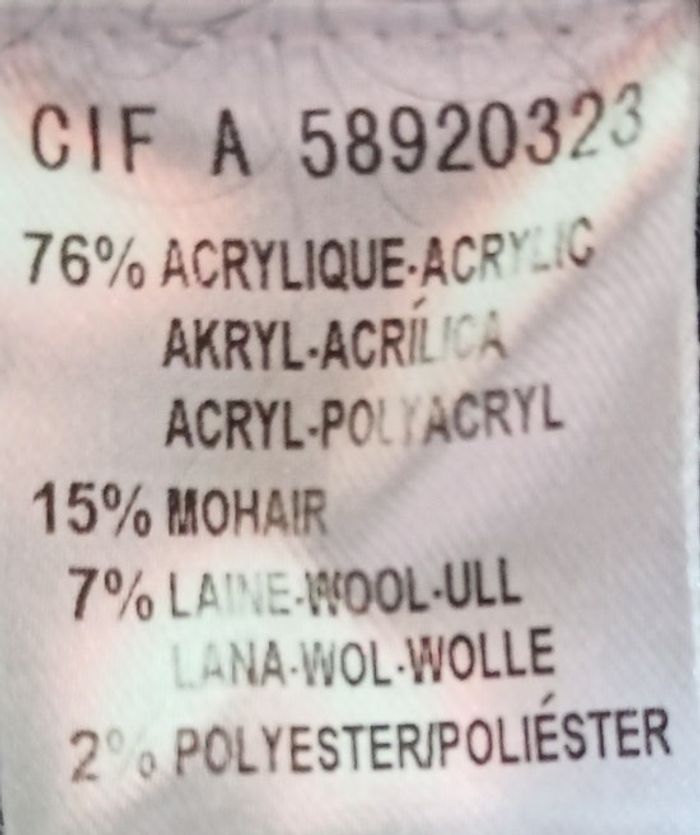 CIF A 58920323
76% ACRYLIQUE-ACRYLIC
AKRYL-ACRÍLICA
ACRYL-POLYACRYL
15% MOHAIR
7% LAINE-WOOL-ULL
LANA-WOL-WOLLE
2% POLYESTER/POLIÉSTER